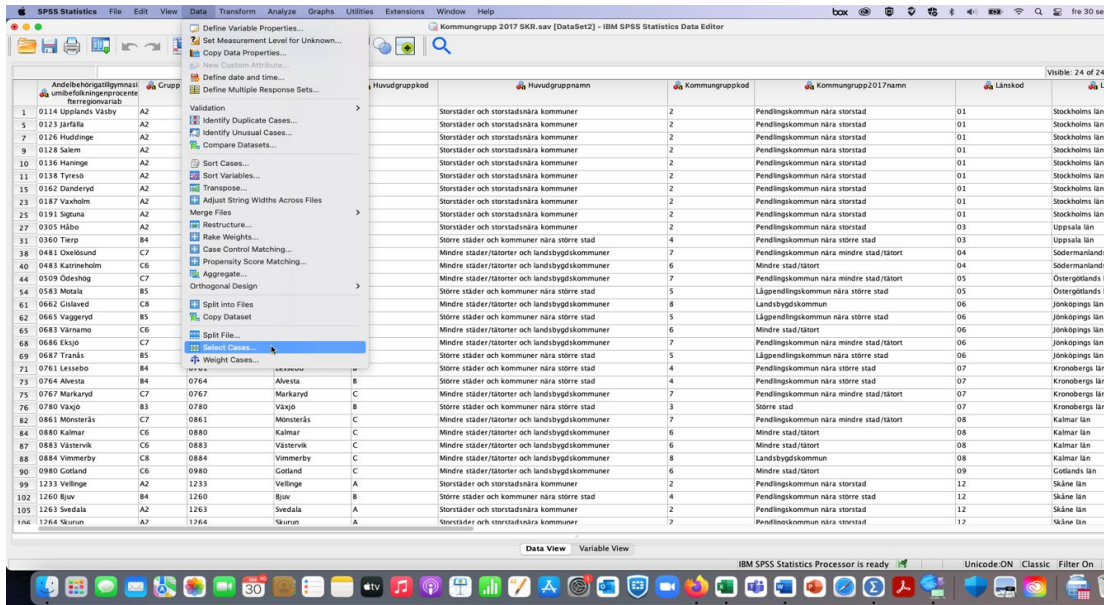 SPSS Statistics File Edit View Data Transform Analyze Graphs Utilities Extensions Window Help box fre 30 se
Kommungrupp 2017 SKR.sav [DataSet2] - IBM SPSS Statistics Data Editor
Define Variable Properties...
Set Measurement Level for Unknown...
Copy Data Properties...
New Custom Attribute...
Define date and time...
Define Multiple Response Sets...
Validation
Identify Duplicate Cases...
Identify Unusual Cases...
Compare Datasets...
Sort Cases...
Sort Variables...
Transpose...
Adjust String Widths Across Files
Merge Files
Restructure...
Rake Weights...
Case Control Matching...
Propensity Score Matching...
Aggregate...
Orthogonal Design
Split into Files
Copy Dataset
Split File...
Select Cases...
Weight Cases...
Visible: 24 of 24
Andelbehörigatillgymnasi
umibefolkningenprocente
fterregionvariab
Grupp Huvudgruppkod Huvudgruppnamn Kommungruppkod Kommungrupp2017namn Länskod L
1 0114 Upplands Väsby A2 Storstäder och storstadsnära kommuner 2 Pendlingskommun nära storstad 01 Stockholms län
5 0123 Järfälla A2 Storstäder och storstadsnära kommuner 2 Pendlingskommun nära storstad 01 Stockholms län
7 0126 Huddinge A2 Storstäder och storstadsnära kommuner 2 Pendlingskommun nära storstad 01 Stockholms län
9 0128 Salem A2 Storstäder och storstadsnära kommuner 2 Pendlingskommun nära storstad 01 Stockholms län
10 0136 Haninge A2 Storstäder och storstadsnära kommuner 2 Pendlingskommun nära storstad 01 Stockholms län
11 0138 Tyresö A2 Storstäder och storstadsnära kommuner 2 Pendlingskommun nära storstad 01 Stockholms län
15 0162 Danderyd A2 Storstäder och storstadsnära kommuner 2 Pendlingskommun nära storstad 01 Stockholms län
23 0187 Vaxholm A2 Storstäder och storstadsnära kommuner 2 Pendlingskommun nära storstad 01 Stockholms län
25 0191 Sigtuna A2 Storstäder och storstadsnära kommuner 2 Pendlingskommun nära storstad 01 Stockholms län
27 0305 Håbo A2 Storstäder och storstadsnära kommuner 2 Pendlingskommun nära storstad 03 Uppsala län
31 0360 Tierp B4 Större städer och kommuner nära större stad 4 Pendlingskommun nära större stad 03 Uppsala län
38 0481 Oxelösund C7 Mindre städer/tätorter och landsbygdskommuner 7 Pendlingskommun nära mindre stad/tätort 04 Södermanlands
40 0483 Katrineholm C6 Mindre städer/tätorter och landsbygdskommuner 6 Mindre stad/tätort 04 Södermanlands
44 0509 Ödeshög C7 Mindre städer/tätorter och landsbygdskommuner 7 Pendlingskommun nära mindre stad/tätort 05 Östergötlands
54 0583 Motala B5 Större städer och kommuner nära större stad 5 Lågpendlingskommun nära större stad 05 Östergötlands
61 0662 Gislaved C8 Mindre städer/tätorter och landsbygdskommuner 8 Landsbygdskommun 06 Jönköpings län
62 0665 Vaggeryd B5 Större städer och kommuner nära större stad 5 Lågpendlingskommun nära större stad 06 Jönköpings län
65 0683 Värnamo C6 Mindre städer/tätorter och landsbygdskommuner 6 Mindre stad/tätort 06 Jönköpings län
68 0686 Eksjö C7 Mindre städer/tätorter och landsbygdskommuner 7 Pendlingskommun nära mindre stad/tätort 06 Jönköpings län
69 0687 Tranås B5 Större städer och kommuner nära större stad 5 Lågpendlingskommun nära större stad 06 Jönköpings län
71 0761 Lessebo B4 0761 Lessebo B Större städer och kommuner nära större stad 4 Pendlingskommun nära större stad 07 Kronobergs län
73 0764 Alvesta B4 0764 Alvesta B Större städer och kommuner nära större stad 4 Pendlingskommun nära större stad 07 Kronobergs län
75 0767 Markaryd C7 0767 Markaryd C Mindre städer/tätorter och landsbygdskommuner 7 Pendlingskommun nära mindre stad/tätort 07 Kronobergs län
76 0780 Växjö B3 0780 Växjö B Större städer och kommuner nära större stad 3 Större stad 07 Kronobergs län
82 0861 Mönsterås C7 0861 Mönsterås C Mindre städer/tätorter och landsbygdskommuner 7 Pendlingskommun nära mindre stad/tätort 08 Kalmar län
84 0880 Kalmar C6 0880 Kalmar C Mindre städer/tätorter och landsbygdskommuner 6 Mindre stad/tätort 08 Kalmar län
87 0883 Västervik C6 0883 Västervik C Mindre städer/tätorter och landsbygdskommuner 6 Mindre stad/tätort 08 Kalmar län
88 0884 Vimmerby C8 0884 Vimmerby C Mindre städer/tätorter och landsbygdskommuner 8 Landsbygdskommun 08 Kalmar län
90 0980 Gotland C6 0980 Gotland C Mindre städer/tätorter och landsbygdskommuner 6 Mindre stad/tätort 09 Gotlands län
99 1233 Vellinge A2 1233 Vellinge A Storstäder och storstadsnära kommuner 2 Pendlingskommun nära storstad 12 Skåne län
102 1260 Bjuv B4 1260 Bjuv B Större städer och kommuner nära större stad 4 Pendlingskommun nära större stad 12 Skåne län
105 1263 Svedala A2 1263 Svedala A Storstäder och storstadsnära kommuner 2 Pendlingskommun nära storstad 12 Skåne län
106 1264 Skurup A2 1264 Skurup A Storstäder och storstadsnära kommuner 2 Pendlingskommun nära storstad 12 Skåne län
Data View Variable View
IBM SPSS Statistics Processor is ready Unicode:ON Classic Filter On
30
tv